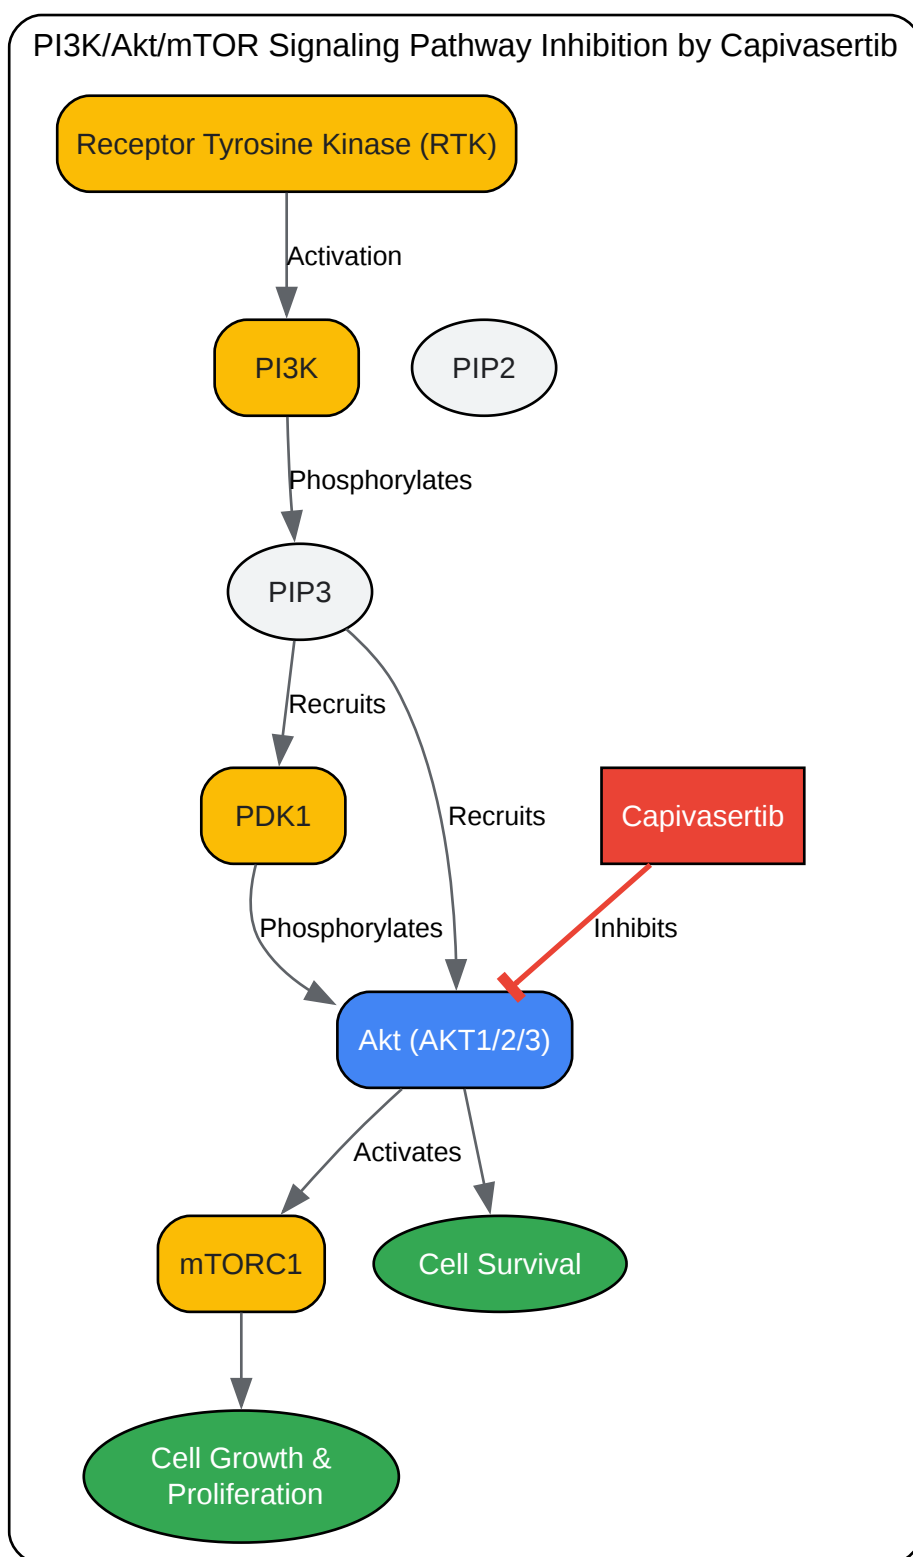 PI3K/Akt/mTOR Signaling Pathway Inhibition by Capivasertib
Receptor Tyrosine Kinase (RTK)
Activation
PI3K
PIP2
Phosphorylates
PIP3
Recruits
PDK1
Recruits
Capivasertib
Phosphorylates
Inhibits
Akt (AKT1/2/3)
Activates
mTORC1
Cell Survival
Cell Growth &
Proliferation